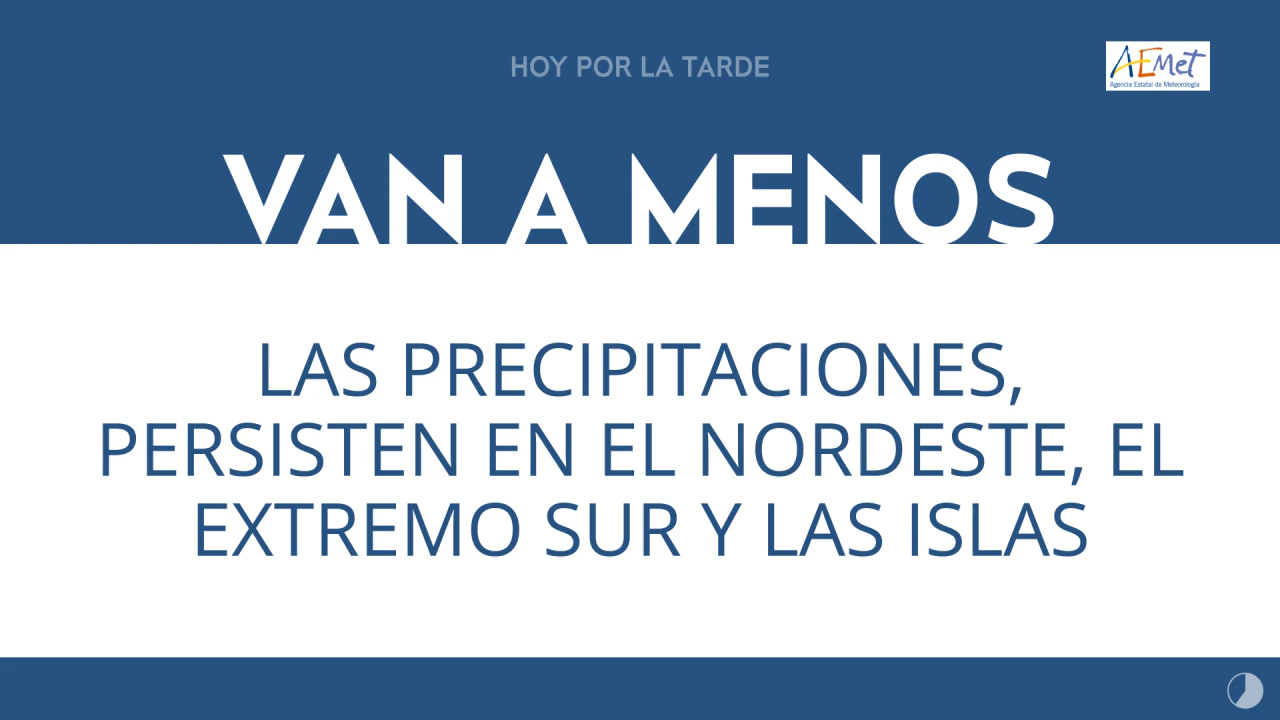 HOY POR LA TARDE
AEMet
Agencia Estatal de Meteorología
VAN A MENOS
LAS PRECIPITACIONES,
PERSISTEN EN EL NORDESTE, EL
EXTREMO SUR Y LAS ISLAS